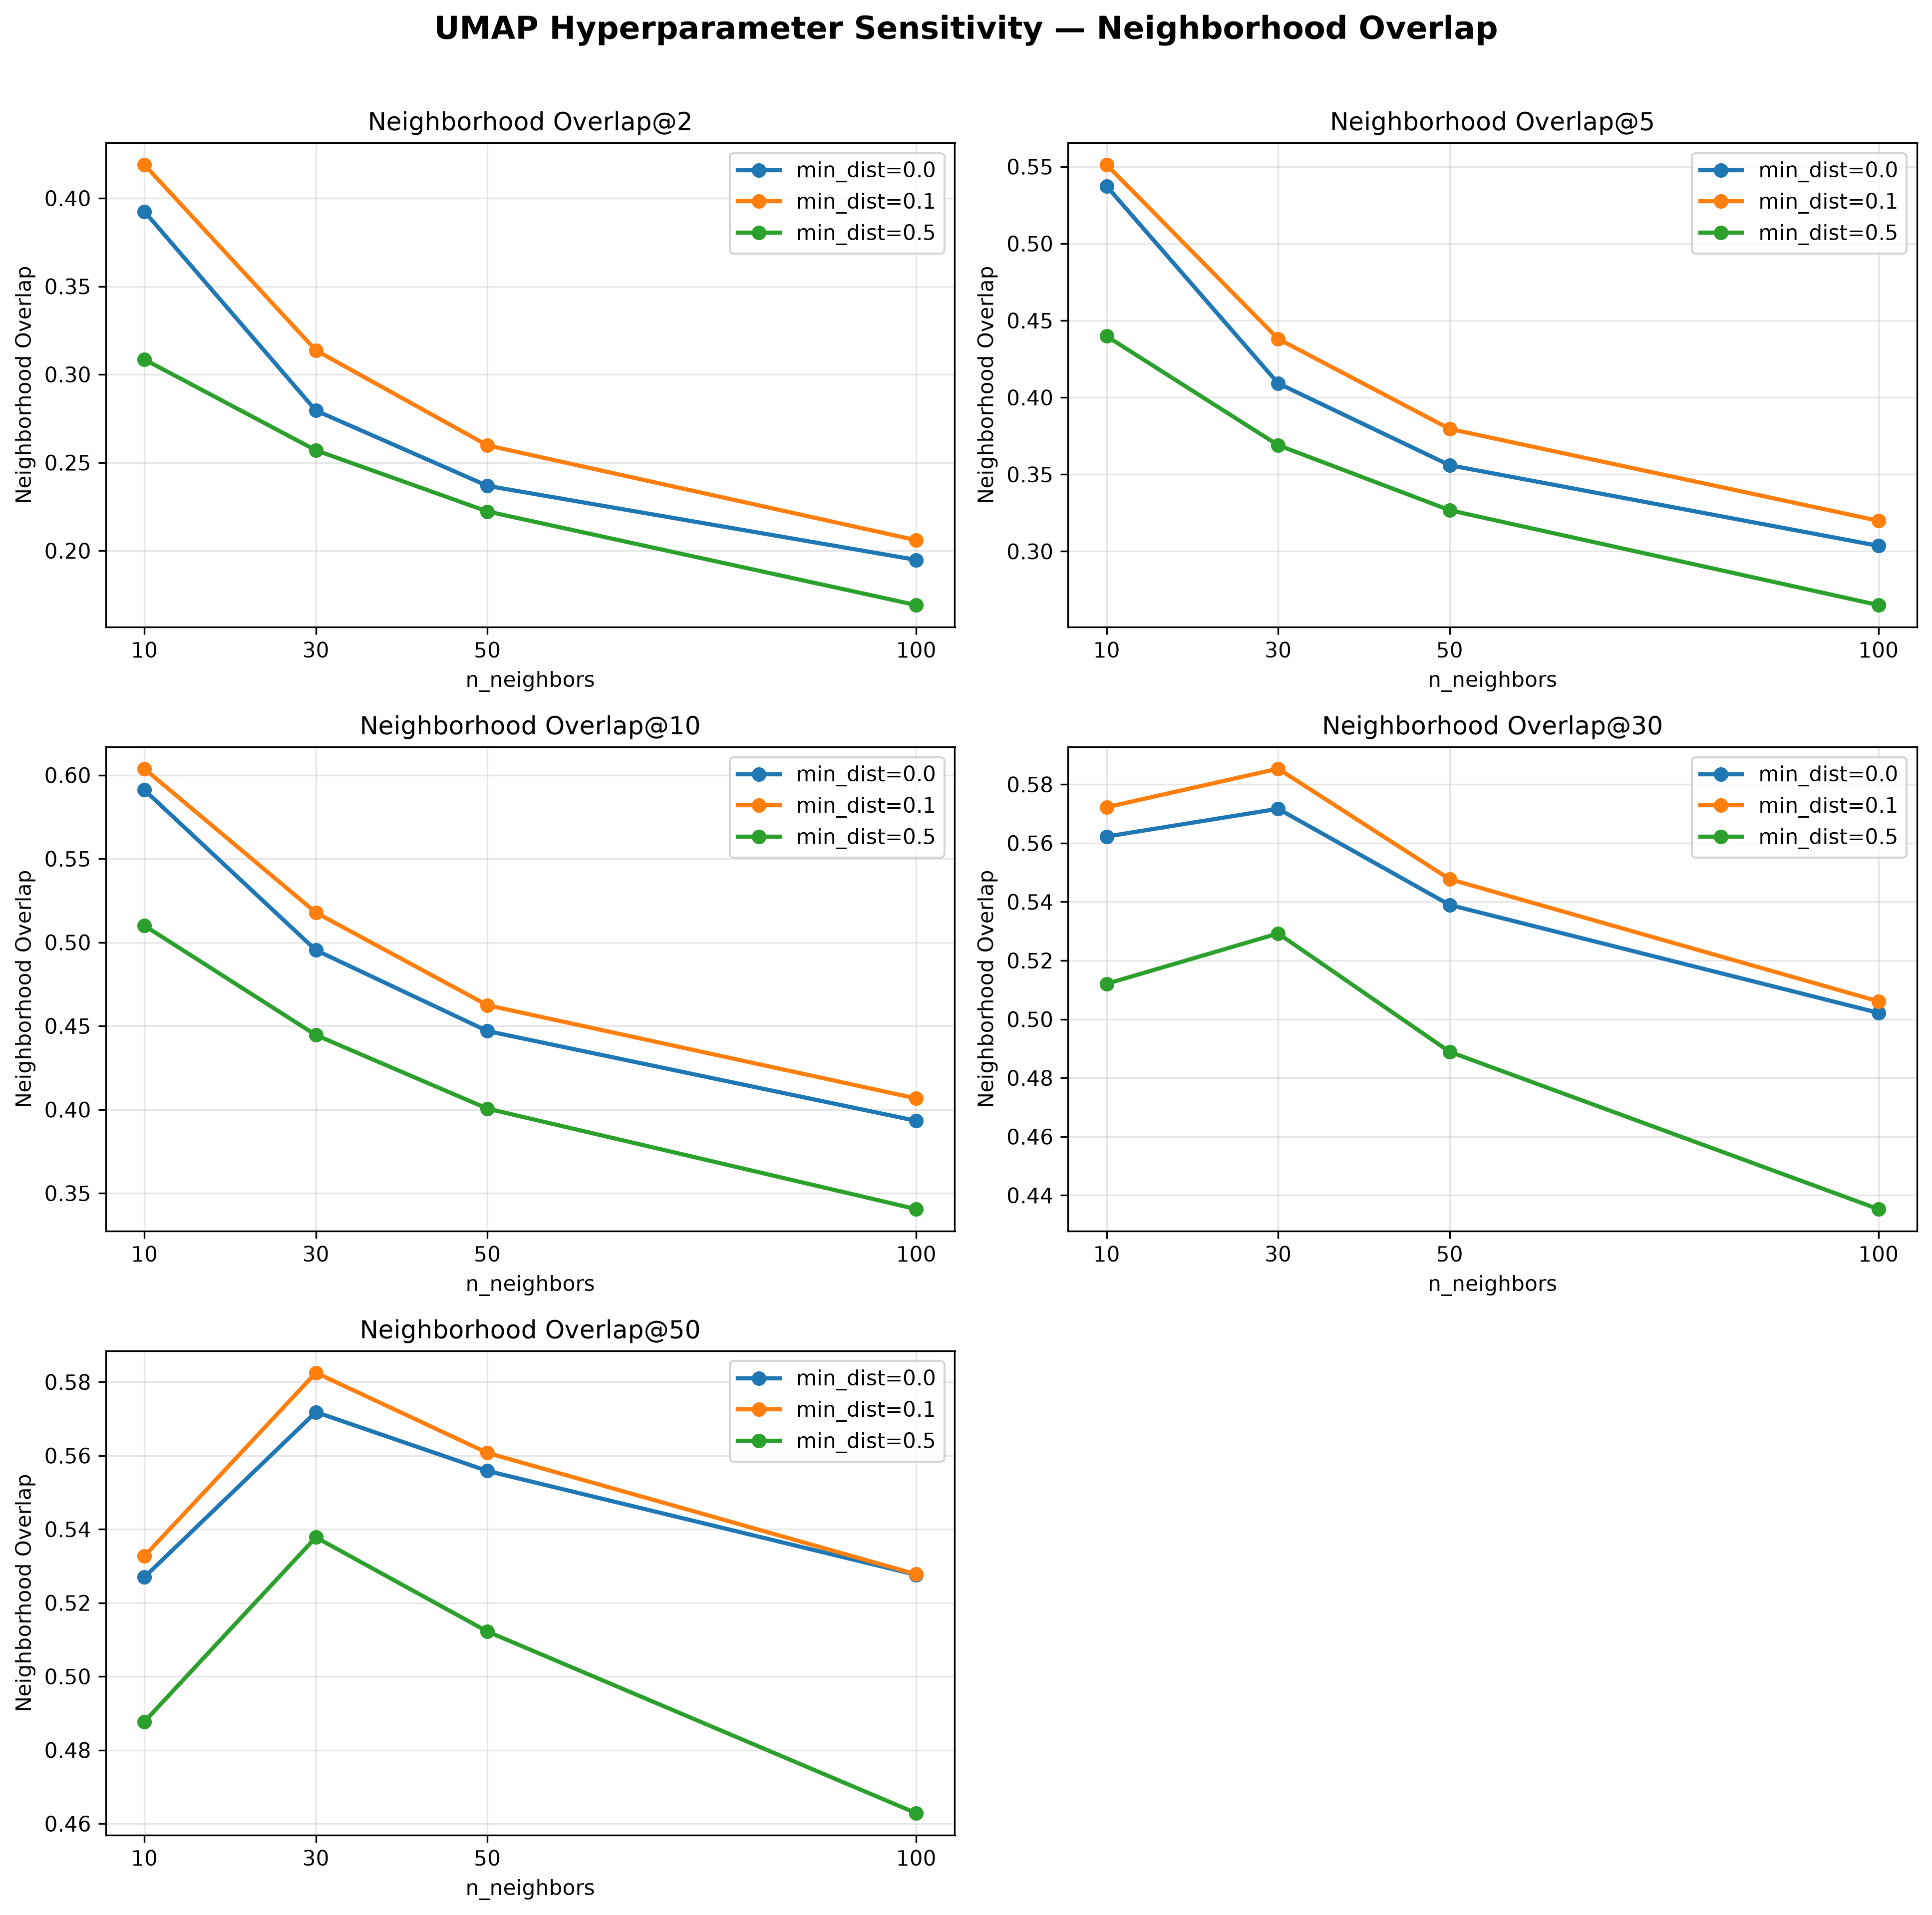 UMAP Hyperparameter Sensitivity — Neighborhood Overlap
Neighborhood Overlap@2
Neighborhood Overlap
0.40
0.35
0.30
0.25
0.20
min_dist=0.0
min_dist=0.1
min_dist=0.5
10 30 50 100
n_neighbors
Neighborhood Overlap@5
Neighborhood Overlap
0.55
0.50
0.45
0.40
0.35
0.30
min_dist=0.0
min_dist=0.1
min_dist=0.5
10 30 50 100
n_neighbors
Neighborhood Overlap@10
Neighborhood Overlap
0.60
0.55
0.50
0.45
0.40
0.35
min_dist=0.0
min_dist=0.1
min_dist=0.5
10 30 50 100
n_neighbors
Neighborhood Overlap@30
Neighborhood Overlap
0.58
0.56
0.54
0.52
0.50
0.48
0.46
0.44
min_dist=0.0
min_dist=0.1
min_dist=0.5
10 30 50 100
n_neighbors
Neighborhood Overlap@50
Neighborhood Overlap
0.58
0.56
0.54
0.52
0.50
0.48
0.46
min_dist=0.0
min_dist=0.1
min_dist=0.5
10 30 50 100
n_neighbors